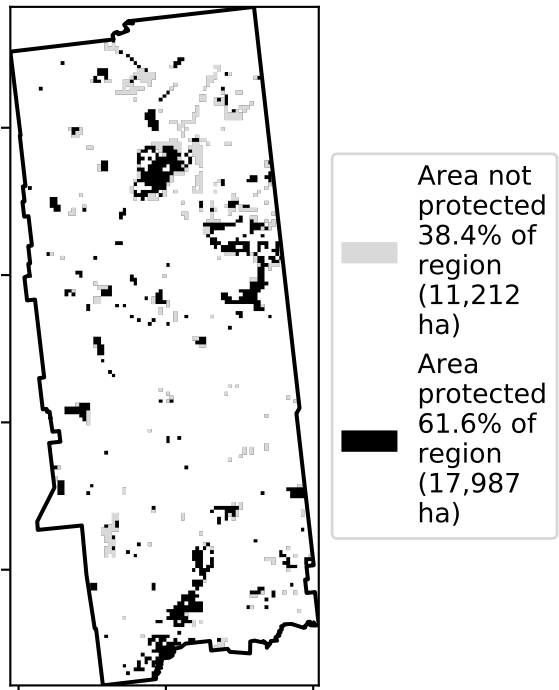 Area not
protected
38.4% of
region
(11,212
ha)
Area
protected
61.6% of
region
(17,987
ha)